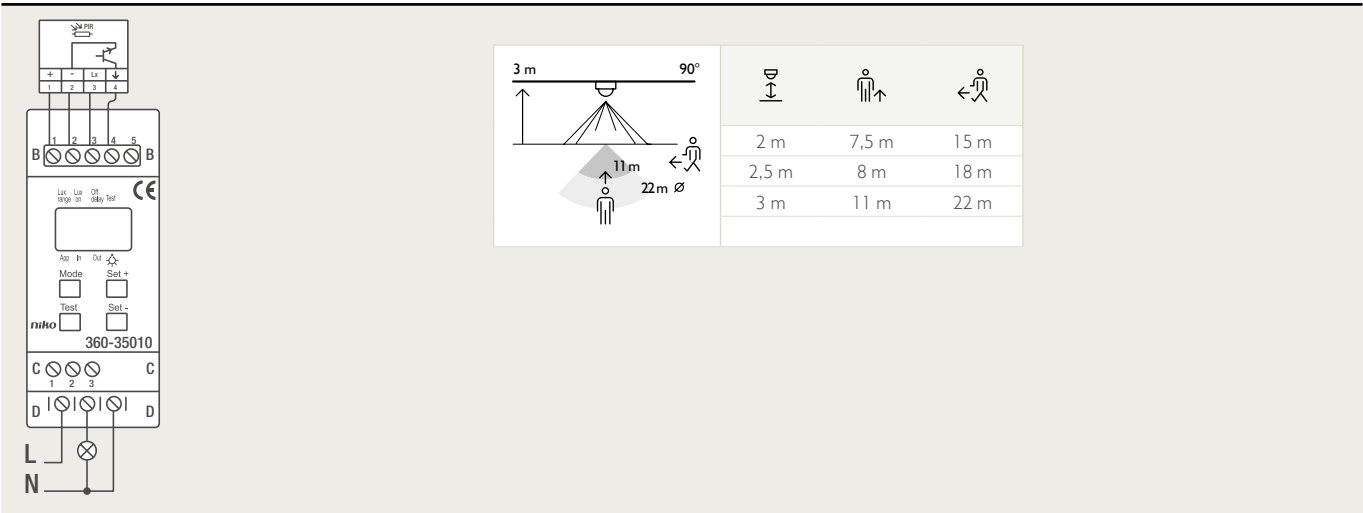 PIR
+ - Lx ↓
1 2 3 4
1 2 3 4 5
B B
CE
Lux range Lux on Off delay Test
App In Out
Mode Set +
Test Set -
niko
360-35010
C C
1 2 3
D D
L
N
3 m 90°
11 m
22 m ⌀
2 m 7,5 m 15 m
2,5 m 8 m 18 m
3 m 11 m 22 m